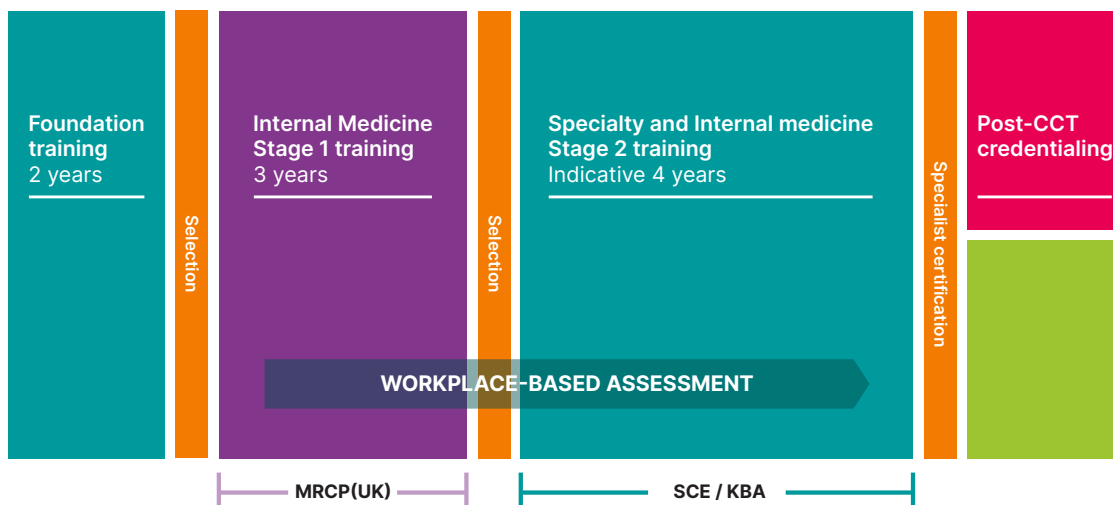 Foundation
training
2 years
Selection
Internal Medicine
Stage 1 training
3 years
Selection
Specialty and Internal medicine
Stage 2 training
Indicative 4 years
Specialist certification
Post-CCT
credentialing
WORKPLACE-BASED ASSESSMENT
MRCP(UK)
SCE / KBA